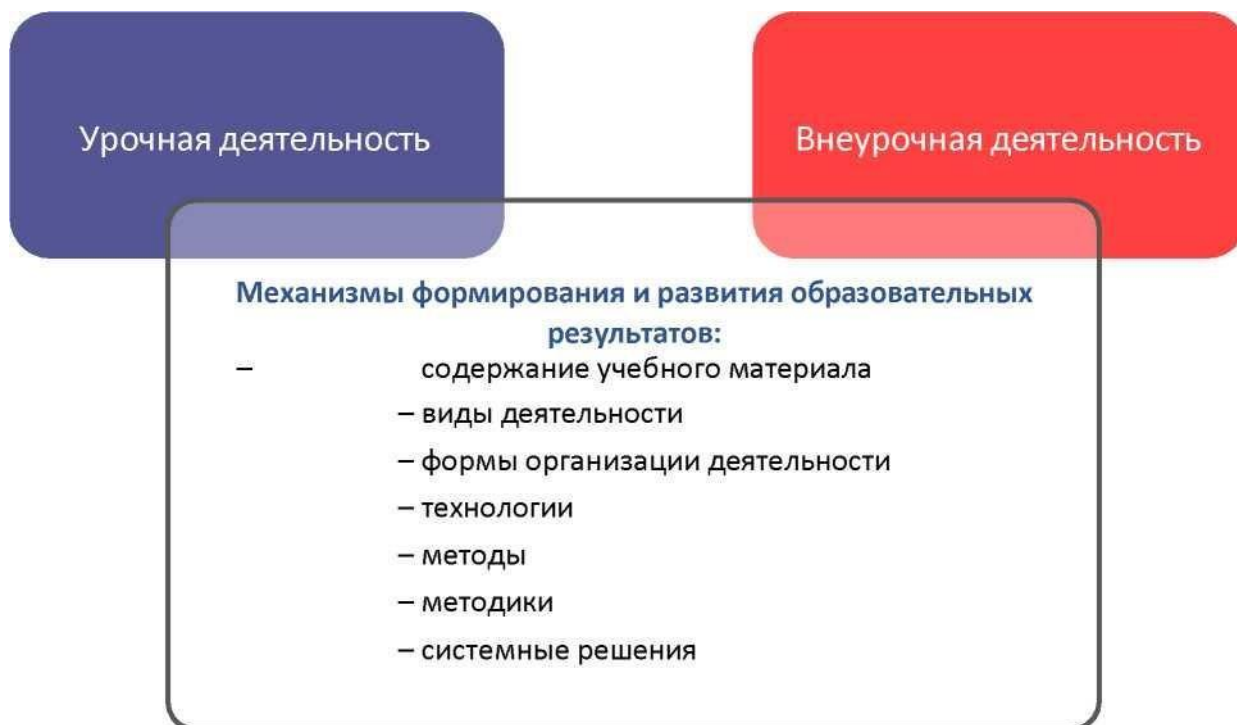 Урочная деятельность
Внеурочная деятельность
Механизмы формирования и развития образовательных
результатов:
– содержание учебного материала
– виды деятельности
– формы организации деятельности
– технологии
– методы
– методики
– системные решения